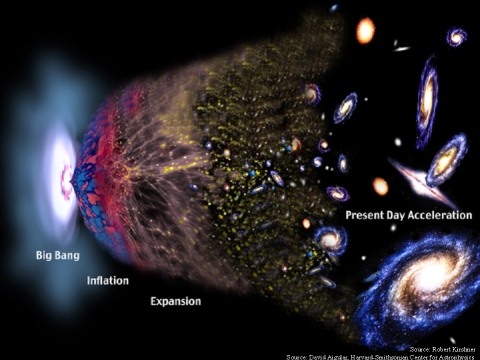 Present Day Acceleration
Big Bang
Inflation
Expansion
Source: Robert Kirshner
Source: David Aguilar, Harvard-Smithsonian Center for Astrophysics